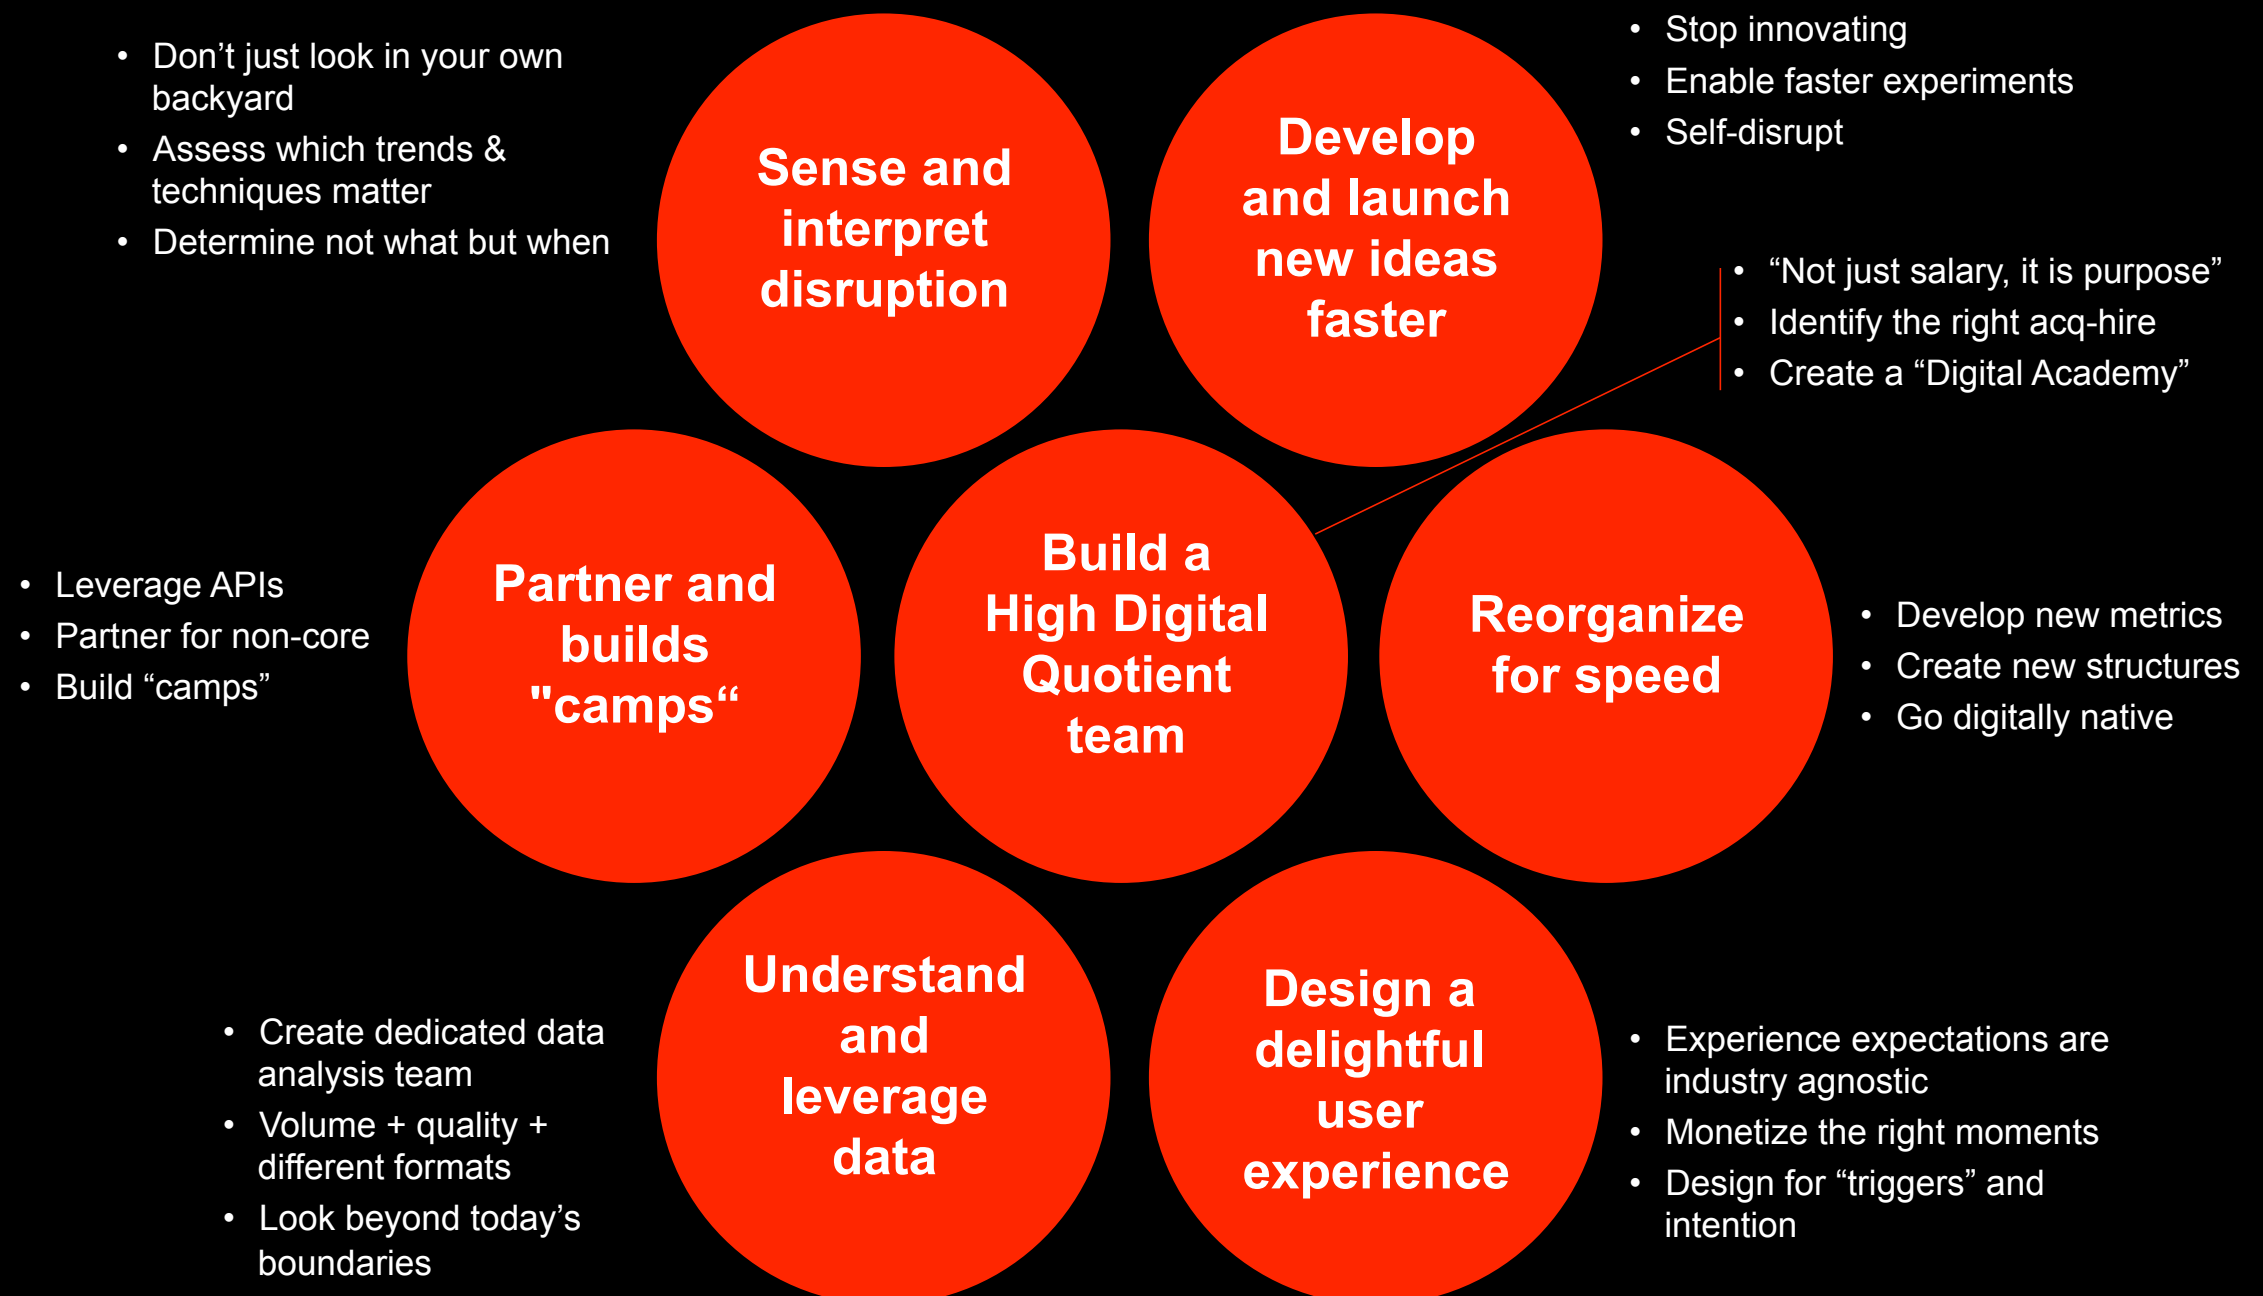 • Don’t just look in your own
backyard
• Assess which trends &
techniques matter
• Determine not what but when
Sense and
interpret
disruption
Develop
and launch
new ideas
faster
• Stop innovating
• Enable faster experiments
• Self-disrupt
• “Not just salary, it is purpose”
• Identify the right acq-hire
• Create a “Digital Academy”
• Leverage APIs
• Partner for non-core
• Build “camps”
Partner and
builds
"camps“
Build a
High Digital
Quotient
team
Reorganize
for speed
• Develop new metrics
• Create new structures
• Go digitally native
• Create dedicated data
analysis team
• Volume + quality +
different formats
• Look beyond today’s
boundaries
Understand
and
leverage
data
Design a
delightful
user
experience
• Experience expectations are
industry agnostic
• Monetize the right moments
• Design for “triggers” and
intention